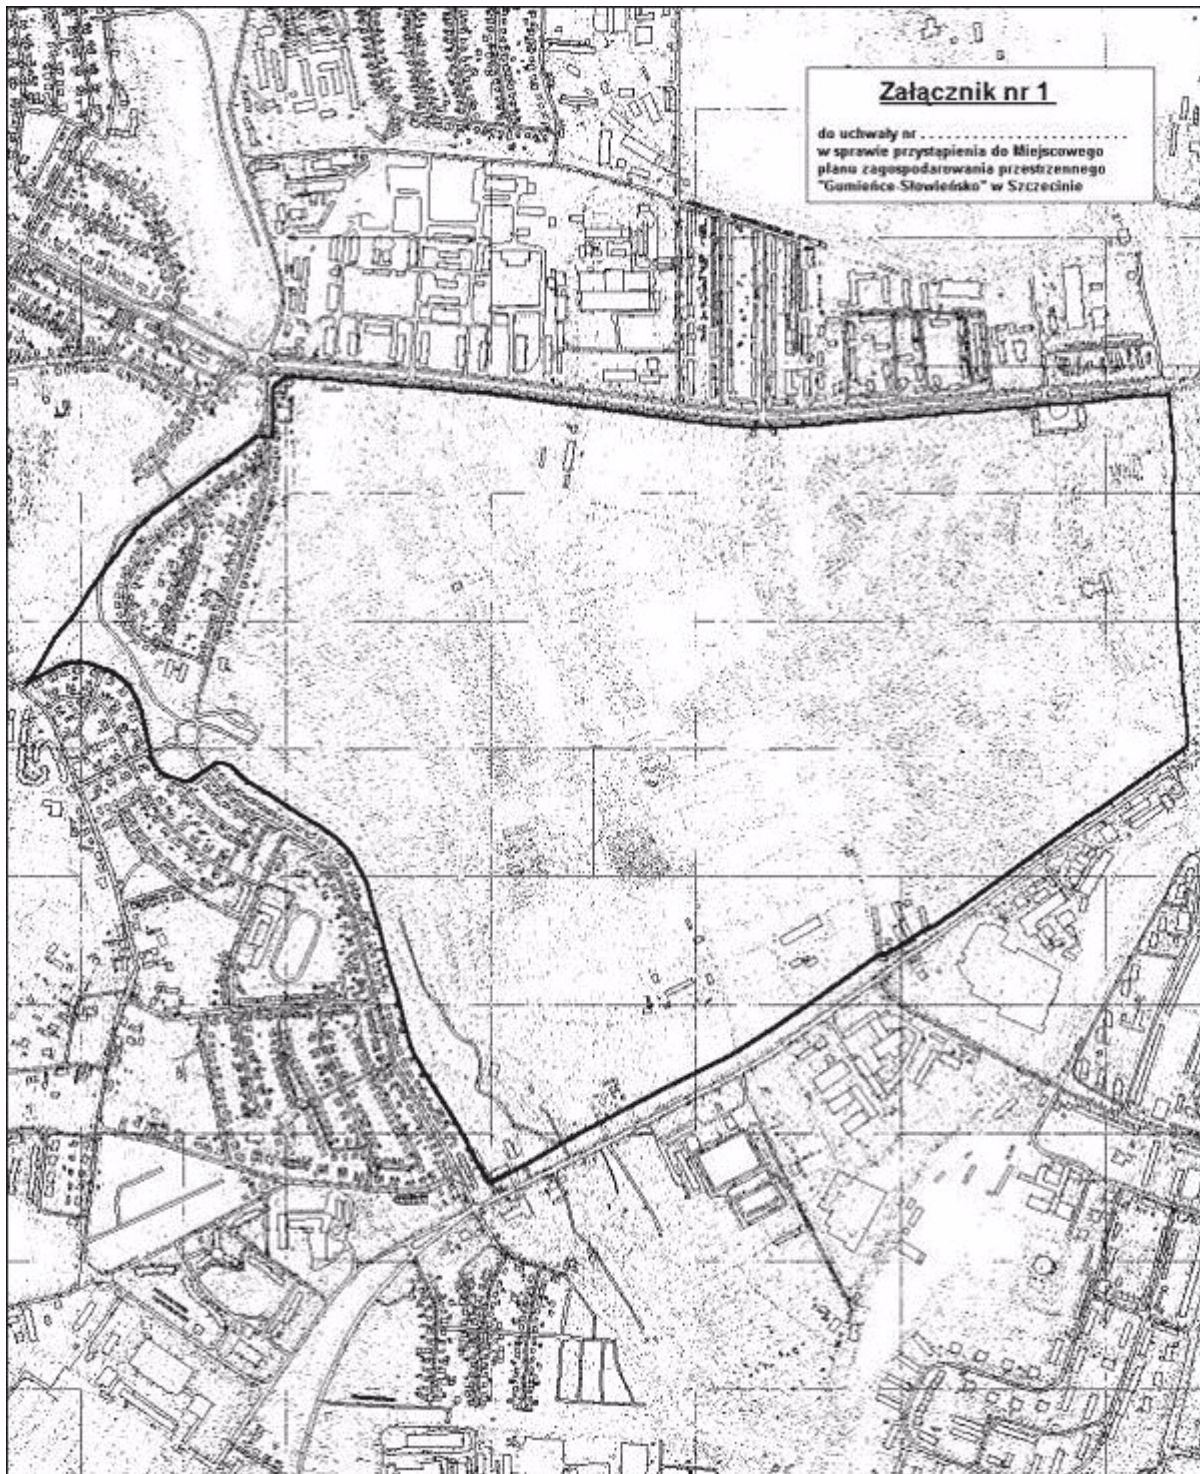 Załącznik nr 1
do uchwały nr ..............................
w sprawie przystąpienia do Miejscowego
planu zagospodarowania przestrzennego
"Gumieńce-Słowieńsko" w Szczecinie